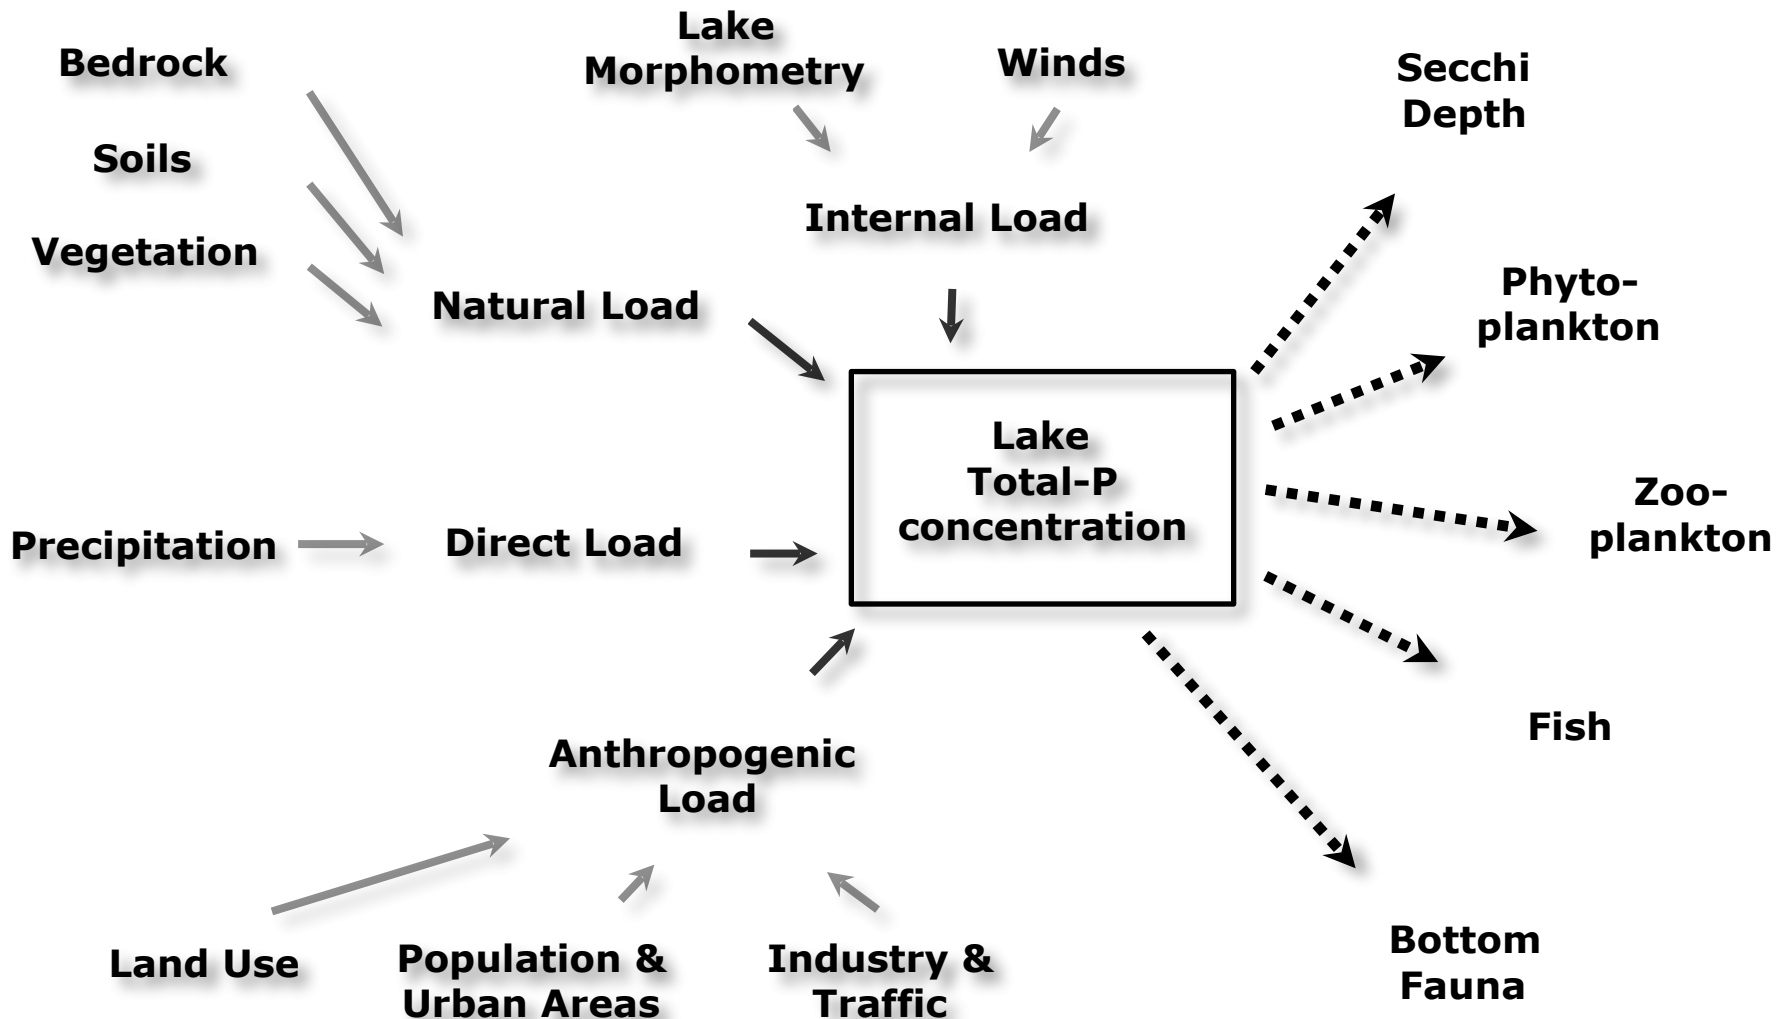 Bedrock
Soils
Vegetation
Lake
Morphometry
Winds
Internal Load
Natural Load
Precipitation
Direct Load
Lake
Total-P
concentration
Anthropogenic
Load
Land Use
Population &
Urban Areas
Industry &
Traffic
Secchi
Depth
Phyto-
plankton
Zoo-
plankton
Fish
Bottom
Fauna